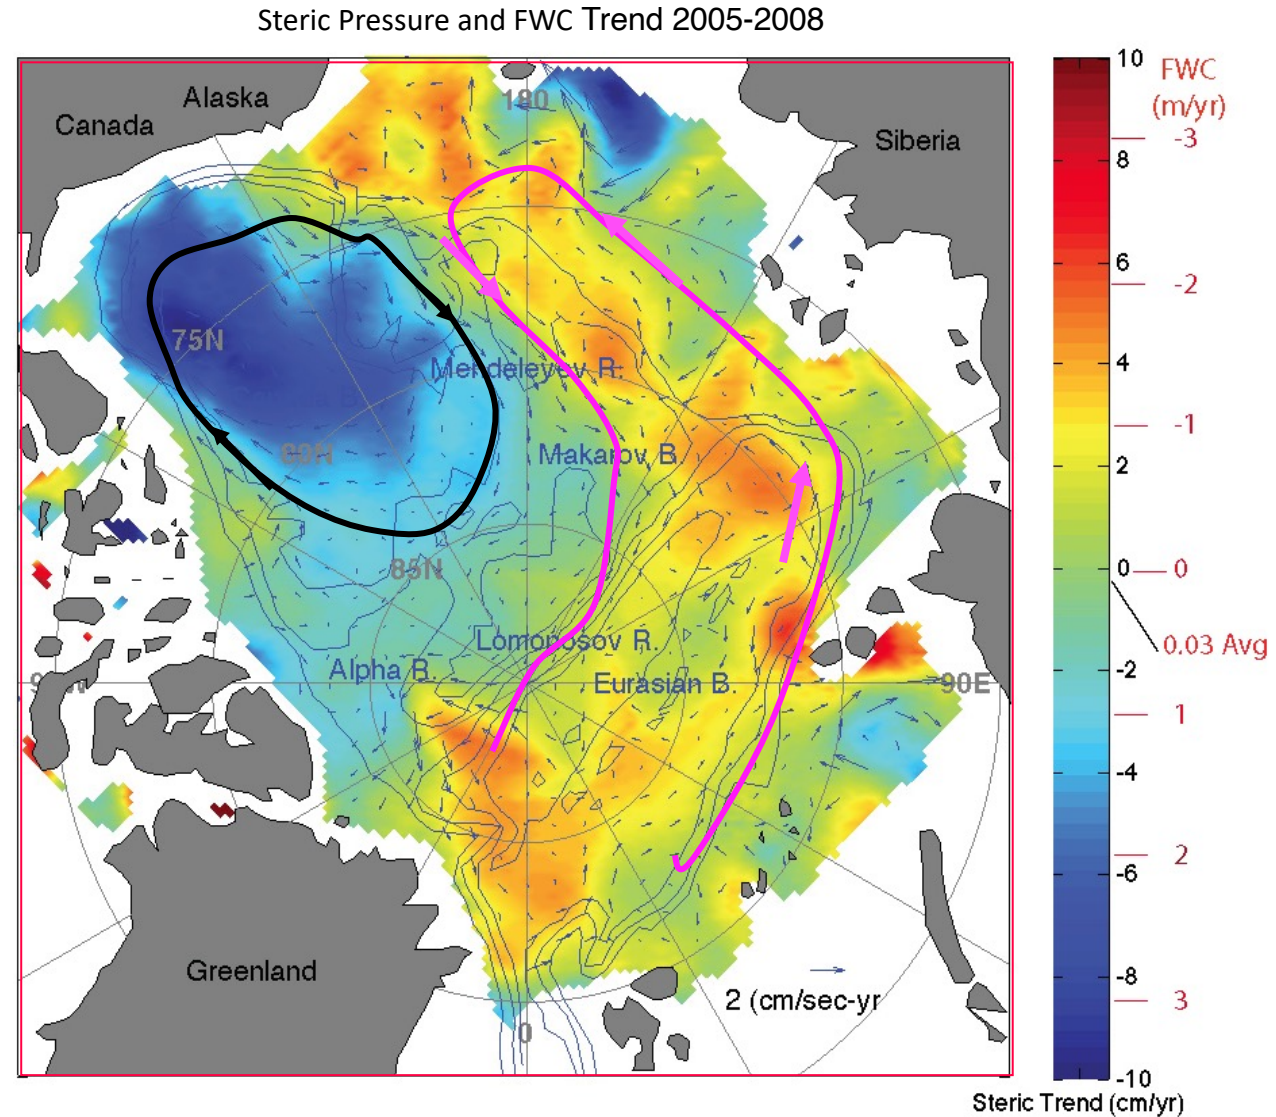 Steric Pressure and FWC Trend 2005-2008
Alaska
Canada
180
Siberia
75N
Mendeleyev R.
80N
Makarov B.
85N
Lomonosov R.
Alpha R.
Eurasian B.
90E
Greenland
2 (cm/sec-yr
0
10
8
6
4
2
0
-2
-4
-6
-8
-10
FWC
(m/yr)
-3
-2
-1
0
0.03 Avg
1
2
3
Steric Trend (cm/yr)